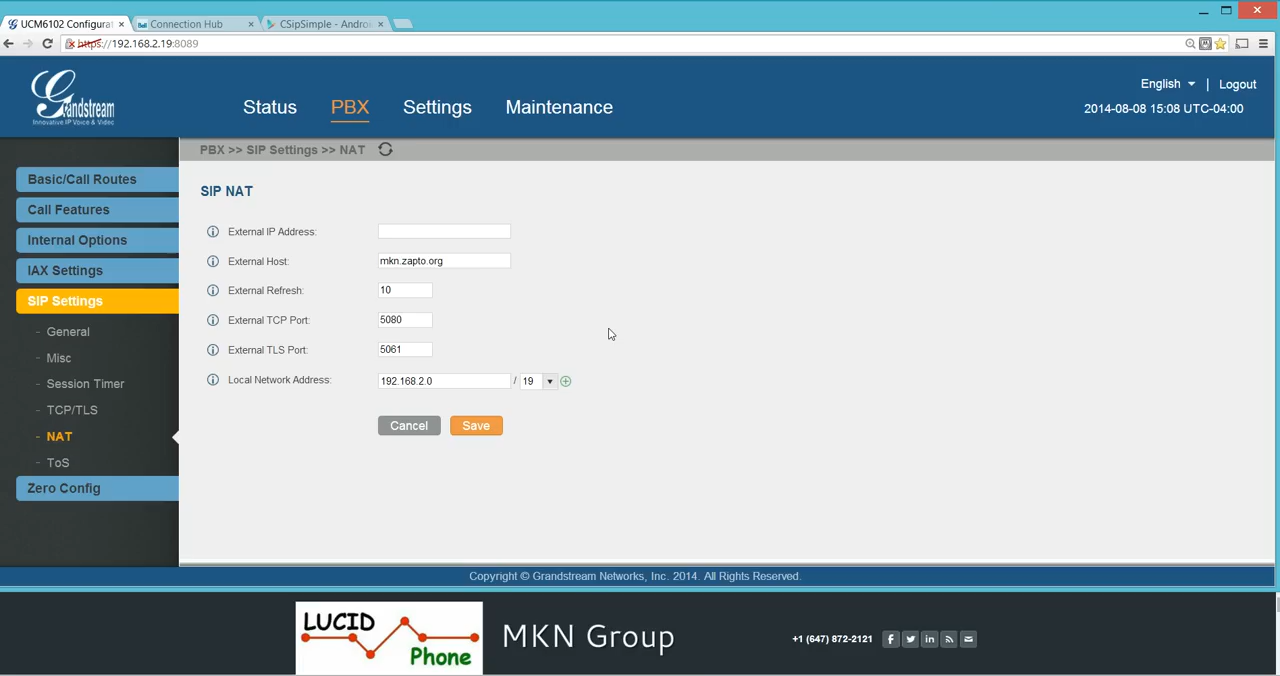 UCM6102 Configurat
Connection Hub
CSipSimple - Androi
https://192.168.2.19:8089
Grandstream
Innovative IP Voice & Video
Status
PBX
Settings
Maintenance
English
|
Logout
2014-08-08 15:08 UTC-04:00
PBX >> SIP Settings >> NAT
Basic/Call Routes
Call Features
Internal Options
IAX Settings
SIP Settings
- General
- Misc
- Session Timer
- TCP/TLS
- NAT
- ToS
Zero Config
SIP NAT
External IP Address:
External Host: mkn.zapto.org
External Refresh: 10
External TCP Port: 5080
External TLS Port: 5061
Local Network Address: 192.168.2.0 / 19
Cancel Save
Copyright © Grandstream Networks, Inc. 2014. All Rights Reserved.
LUCID
Phone
MKN Group
+1 (647) 872-2121